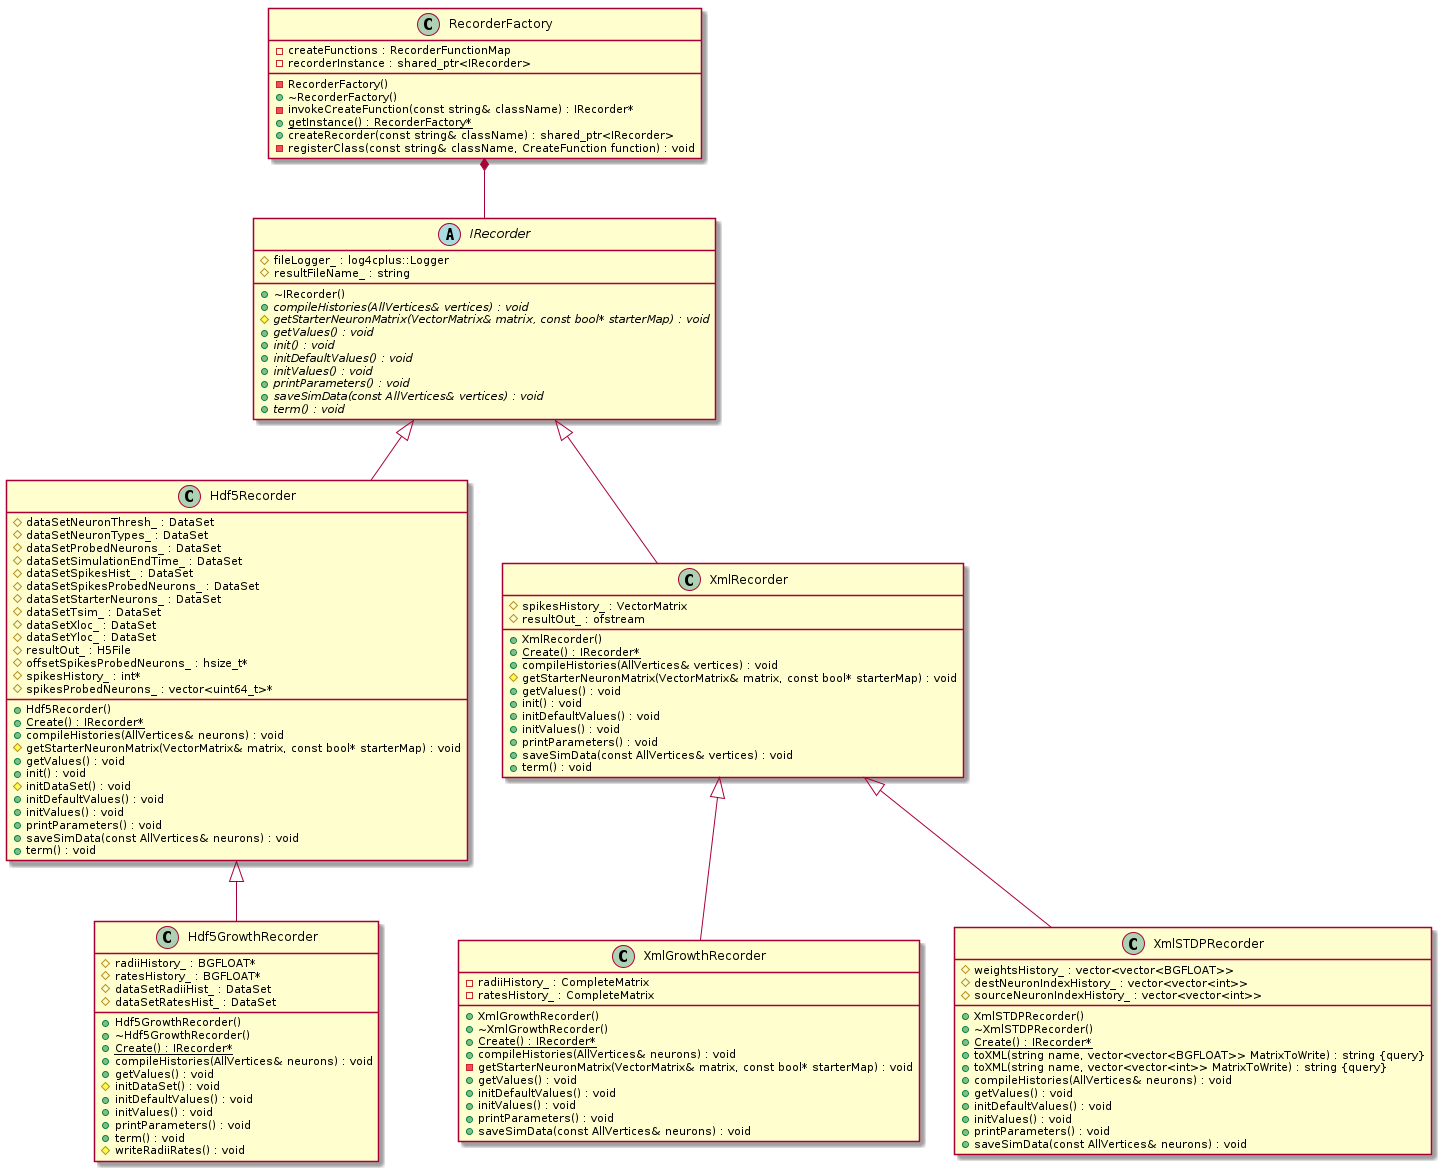 C RecorderFactory
createFunctions : RecorderFunctionMap
recorderInstance : shared_ptr<IRecorder>
RecorderFactory()
~RecorderFactory()
invokeCreateFunction(const string& className) : IRecorder*
getInstance() : RecorderFactory*
createRecorder(const string& className) : shared_ptr<IRecorder>
registerClass(const string& className, CreateFunction function) : void
A IRecorder
fileLogger_ : log4cplus::Logger
resultFileName_ : string
~IRecorder()
compileHistories(AllVertices& vertices) : void
getStarterNeuronMatrix(VectorMatrix& matrix, const bool* starterMap) : void
getValues() : void
init() : void
initDefaultValues() : void
initValues() : void
printParameters() : void
saveSimData(const AllVertices& vertices) : void
term() : void
C Hdf5Recorder
dataSetNeuronThresh_ : DataSet
dataSetNeuronTypes_ : DataSet
dataSetProbedNeurons_ : DataSet
dataSetSimulationEndTime_ : DataSet
dataSetSpikesHist_ : DataSet
dataSetSpikesProbedNeurons_ : DataSet
dataSetStarterNeurons_ : DataSet
dataSetTsim_ : DataSet
dataSetXloc_ : DataSet
dataSetYloc_ : DataSet
resultOut_ : H5File
offsetSpikesProbedNeurons_ : hsize_t*
spikesHistory_ : int*
spikesProbedNeurons_ : vector<uint64_t>*
Hdf5Recorder()
Create() : IRecorder*
compileHistories(AllVertices& neurons) : void
getStarterNeuronMatrix(VectorMatrix& matrix, const bool* starterMap) : void
getValues() : void
init() : void
initDataSet() : void
initDefaultValues() : void
initValues() : void
printParameters() : void
saveSimData(const AllVertices& neurons) : void
term() : void
C XmlRecorder
spikesHistory_ : VectorMatrix
resultOut_ : ofstream
XmlRecorder()
Create() : IRecorder*
compileHistories(AllVertices& vertices) : void
getStarterNeuronMatrix(VectorMatrix& matrix, const bool* starterMap) : void
getValues() : void
init() : void
initDefaultValues() : void
initValues() : void
printParameters() : void
saveSimData(const AllVertices& vertices) : void
term() : void
C Hdf5GrowthRecorder
radiiHistory_ : BGFLOAT*
ratesHistory_ : BGFLOAT*
dataSetRadiiHist_ : DataSet
dataSetRatesHist_ : DataSet
Hdf5GrowthRecorder()
~Hdf5GrowthRecorder()
Create() : IRecorder*
compileHistories(AllVertices& neurons) : void
getValues() : void
initDataSet() : void
initDefaultValues() : void
initValues() : void
printParameters() : void
term() : void
writeRadiiRates() : void
C XmlGrowthRecorder
radiiHistory_ : CompleteMatrix
ratesHistory_ : CompleteMatrix
XmlGrowthRecorder()
~XmlGrowthRecorder()
Create() : IRecorder*
compileHistories(AllVertices& neurons) : void
getStarterNeuronMatrix(VectorMatrix& matrix, const bool* starterMap) : void
getValues() : void
initDefaultValues() : void
initValues() : void
printParameters() : void
saveSimData(const AllVertices& neurons) : void
C XmlSTDPRecorder
weightsHistory_ : vector<vector<BGFLOAT>>
destNeuronIndexHistory_ : vector<vector<int>>
sourceNeuronIndexHistory_ : vector<vector<int>>
XmlSTDPRecorder()
~XmlSTDPRecorder()
Create() : IRecorder*
toXML(string name, vector<vector<BGFLOAT>> MatrixToWrite) : string {query}
toXML(string name, vector<vector<int>> MatrixToWrite) : string {query}
compileHistories(AllVertices& neurons) : void
getValues() : void
initDefaultValues() : void
initValues() : void
printParameters() : void
saveSimData(const AllVertices& neurons) : void